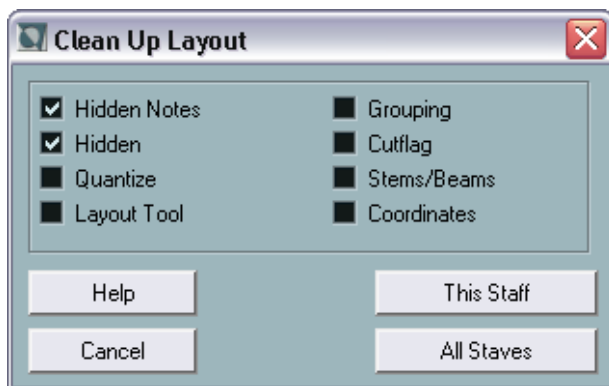 Clean Up Layout
Hidden Notes
Hidden
Quantize
Layout Tool
Grouping
Cutflag
Stems/Beams
Coordinates
Help
This Staff
Cancel
All Staves